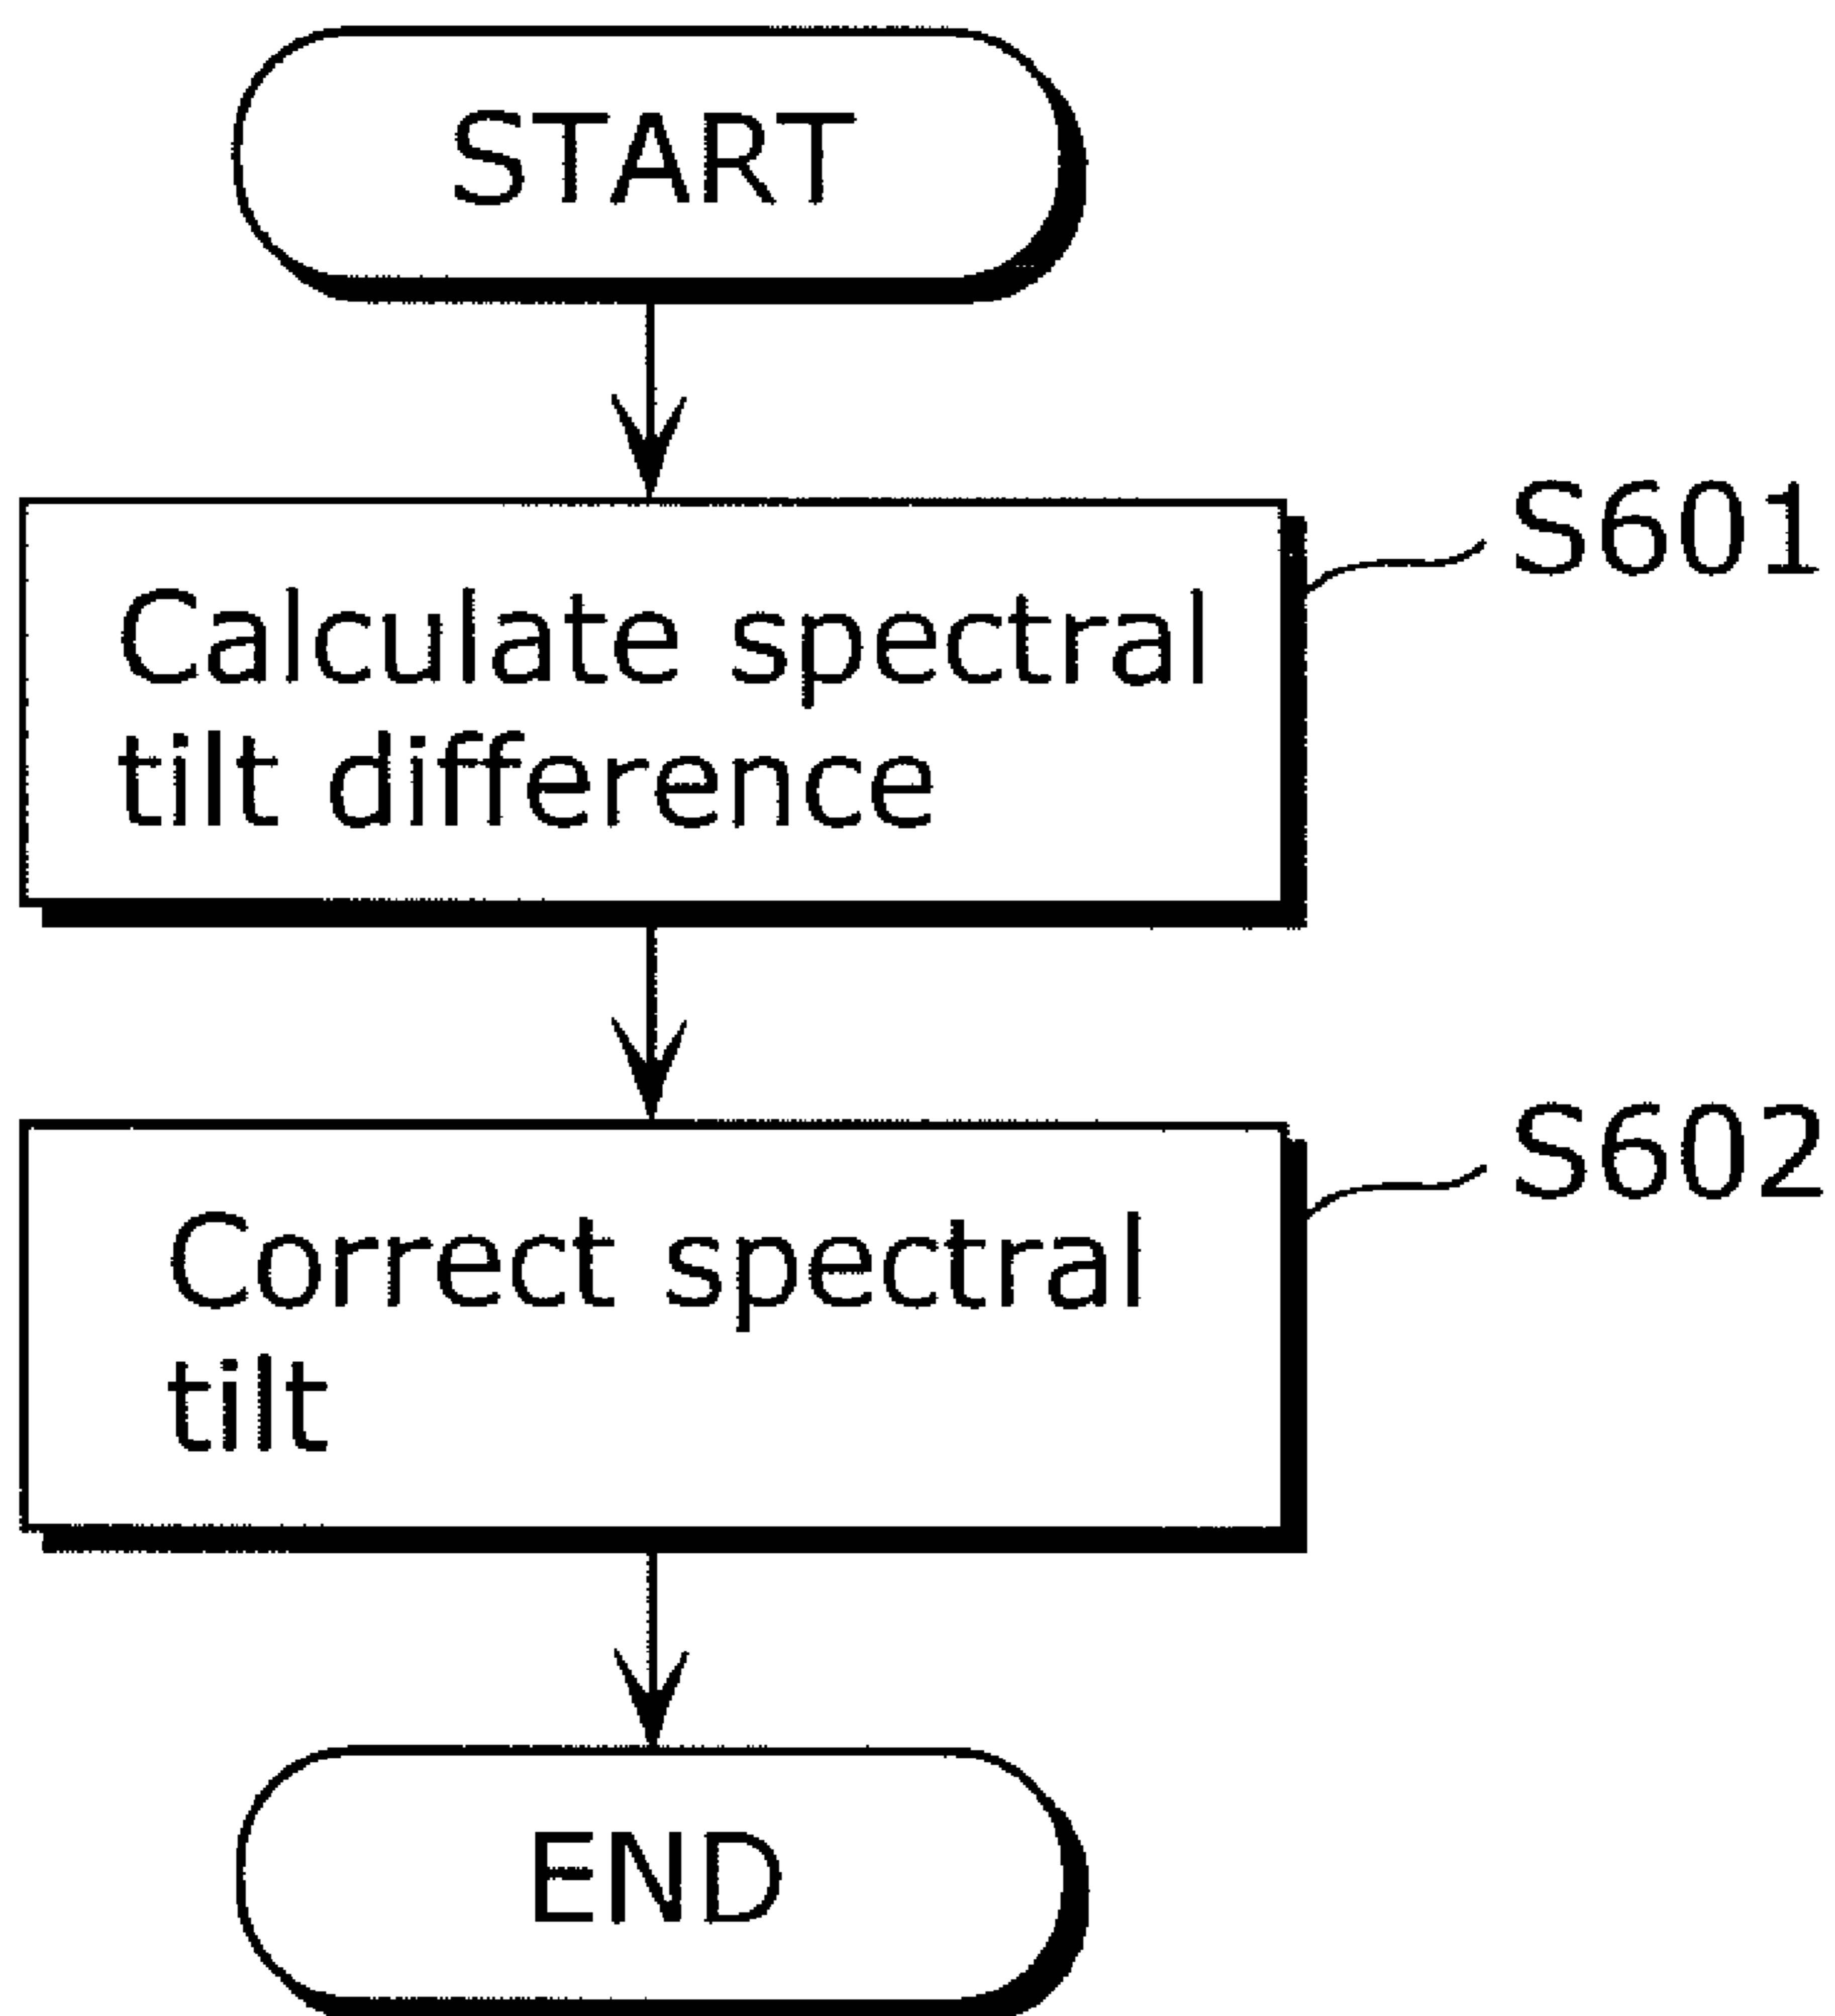 START
S601
Calculate spectral
tilt difference
S602
Correct spectral
tilt
END